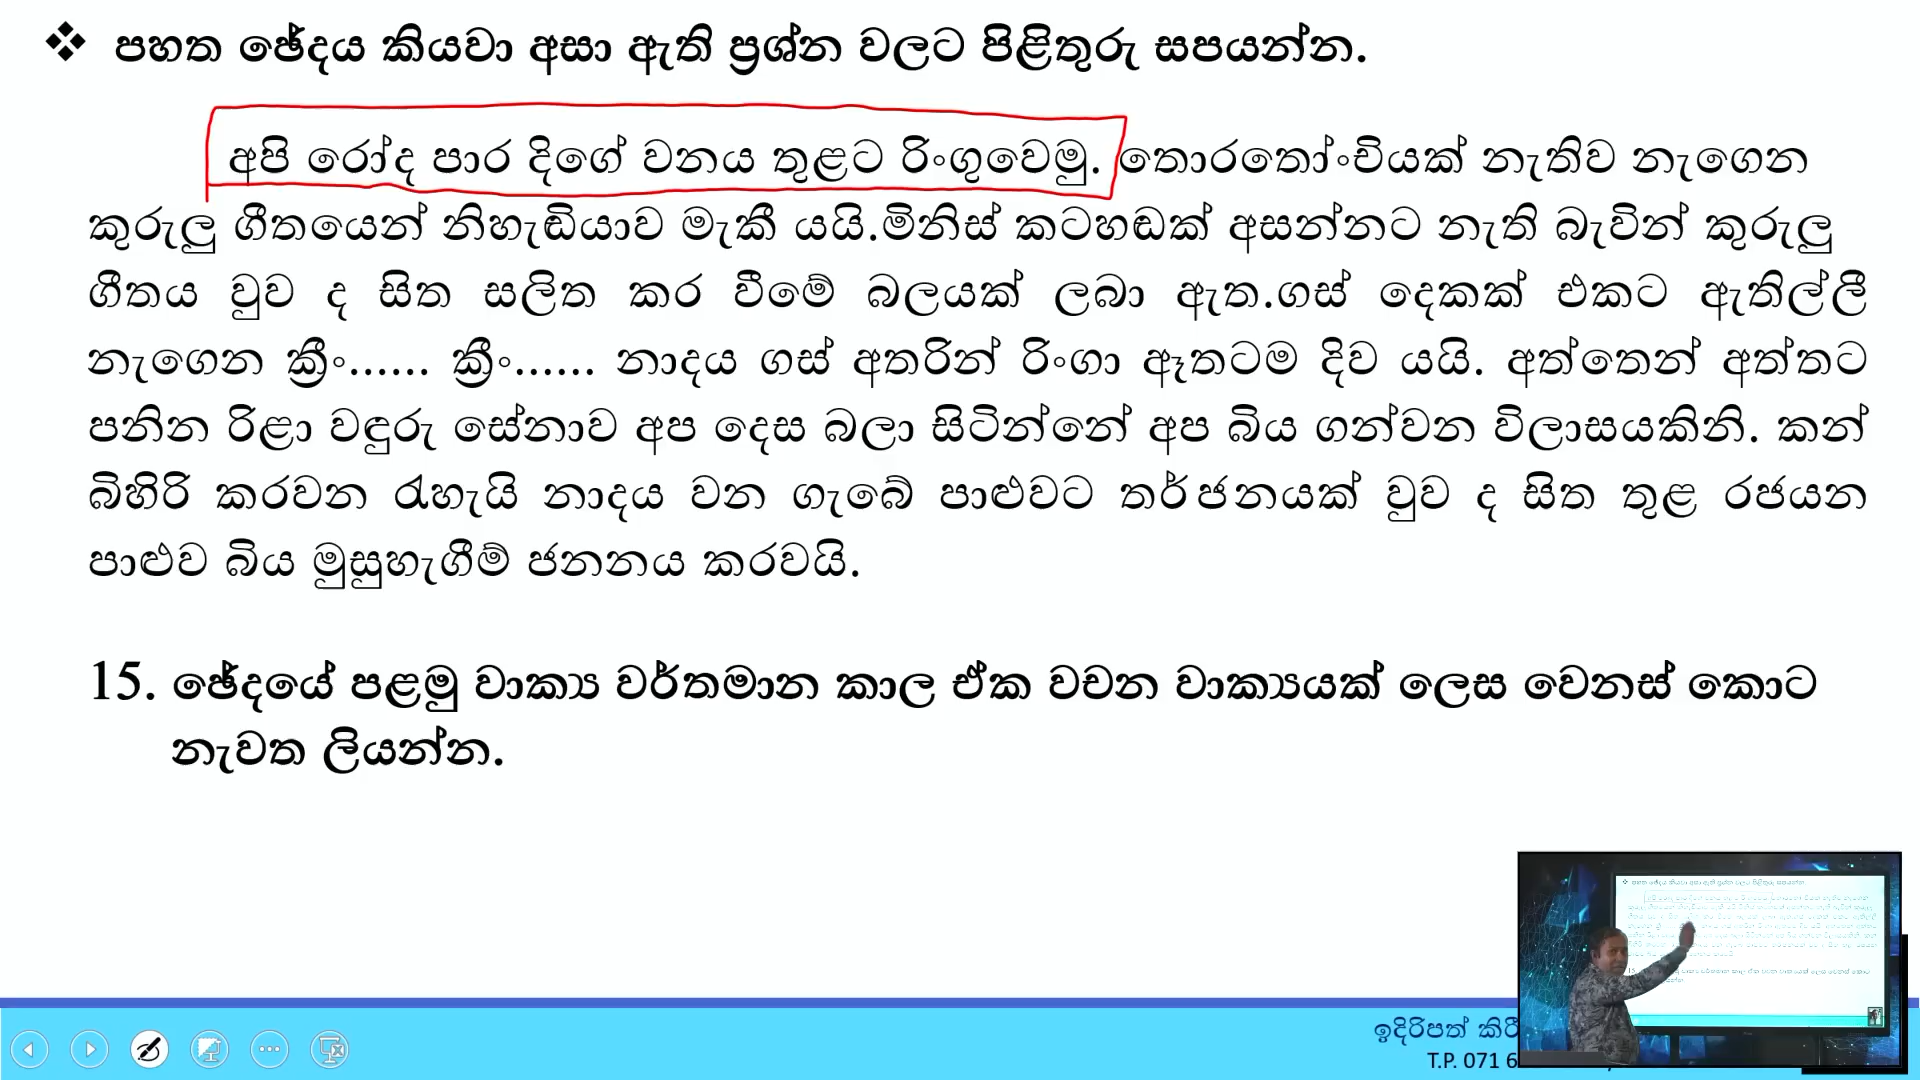 ❖ පහත ඡේදය කියවා අසා ඇති ප්‍රශ්න වලට පිළිතුරු සපයන්න.
අපි රෝද පාර දිගේ වනය තුළට රිංගුවෙමු. තොරතෝංචියක් නැතිව නැගෙන
කුරුලු ගීතයෙන් නිහැඬියාව මැකී යයි.මිනිස් කටහඬක් අසන්නට නැති බැවින් කුරුලු
ගීතය වුව ද සිත සලිත කර වීමේ බලයක් ලබා ඇත.ගස් දෙකක් එකට ඇතිල්ලී
නැගෙන ක්‍රීං...... ක්‍රීං...... නාදය ගස් අතරින් රිංගා ඈතටම දිව යයි. අත්තෙන් අත්තට
පනින රිළා වඳුරු සේනාව අප දෙස බලා සිටින්නේ අප බිය ගන්වන විලාසයකිනි. කන්
බිහිරි කරවන රැහැයි නාදය වන ගැබේ පාළුවට තර්ජනයක් වුව ද සිත තුළ රජයන
පාළුව බිය මුසුහැගීම් ජනනය කරවයි.
15. ඡේදයේ පළමු වාක්‍ය වර්තමාන කාල ඒක වචන වාක්‍යයක් ලෙස වෙනස් කොට
නැවත ලියන්න.
ඉදිරිපත් කිරී
T.P. 071 6